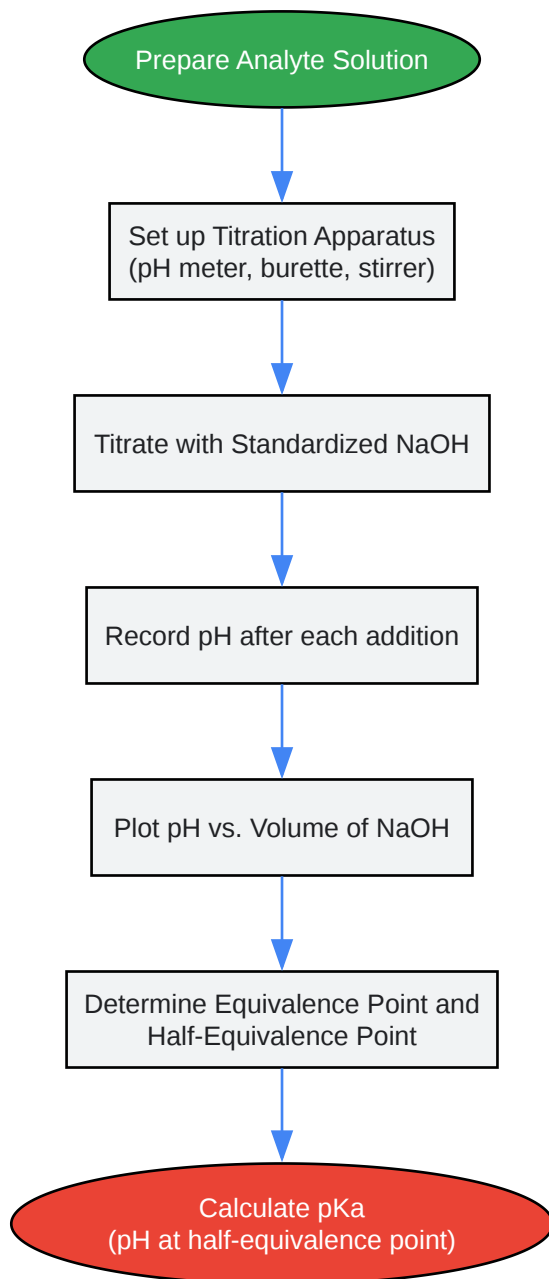 Prepare Analyte Solution
Set up Titration Apparatus
(pH meter, burette, stirrer)
Titrate with Standardized NaOH
Record pH after each addition
Plot pH vs. Volume of NaOH
Determine Equivalence Point and
Half-Equivalence Point
Calculate pKa
(pH at half-equivalence point)